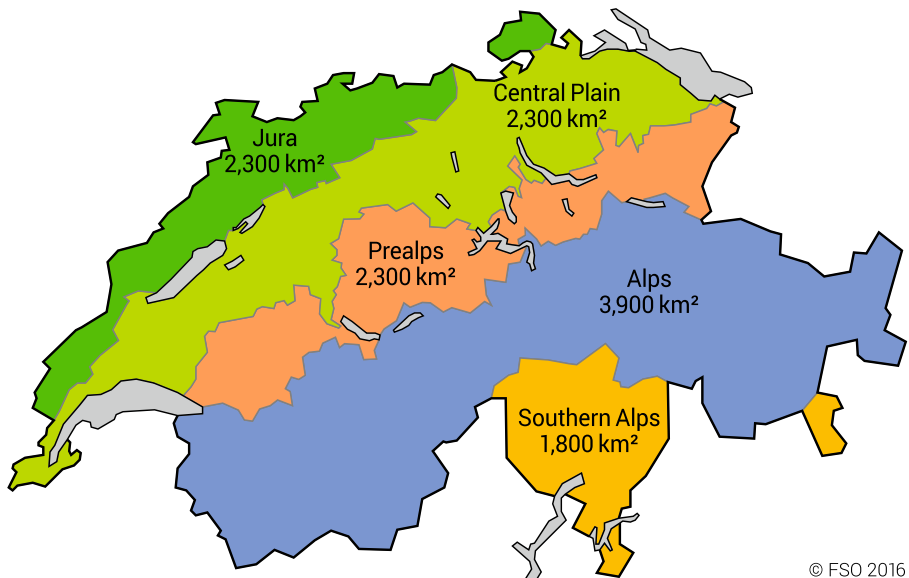 Central Plain
2,300 km²
Jura
2,300 km²
Prealps
2,300 km²
Alps
3,900 km²
Southern Alps
1,800 km²
© FSO 2016